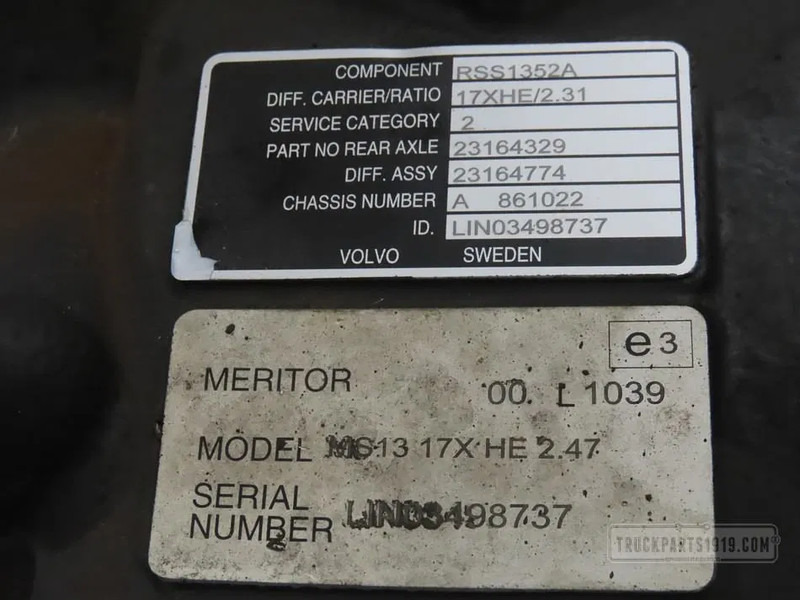 COMPONENT RSS1352A
DIFF. CARRIER/RATIO 17XHE/2.31
SERVICE CATEGORY 2
PART NO REAR AXLE 23164329
DIFF. ASSY 23164774
CHASSIS NUMBER A 861022
ID. LIN03498737
VOLVO SWEDEN
e3
MERITOR 00. L1039
MODEL MS13 17X HE 2.47
SERIAL
NUMBER LIN03498737
TRUCKPARTS1919.COM